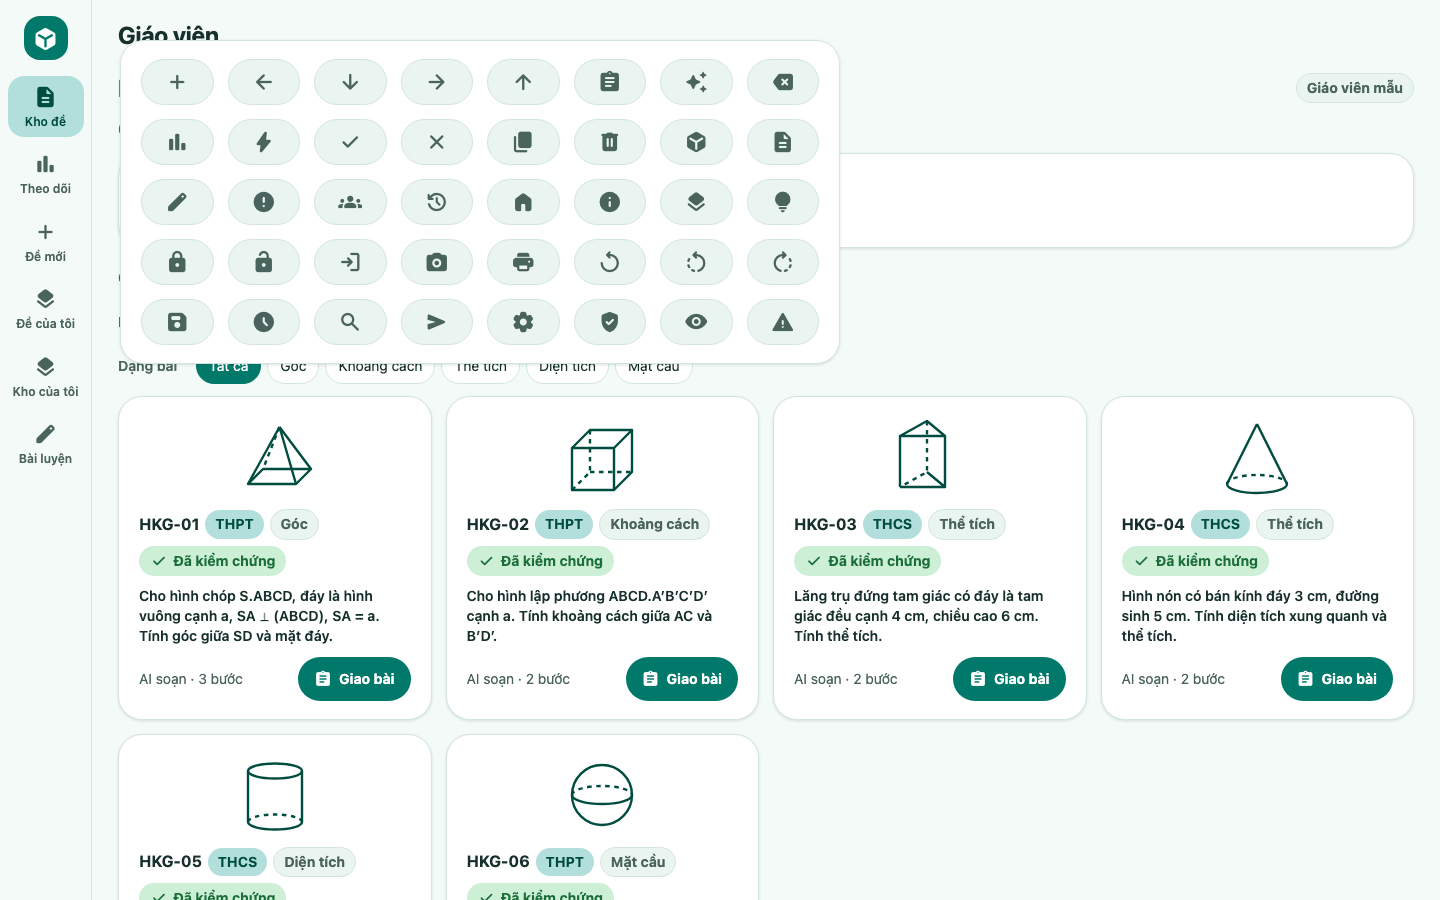 Giáo viên
Giáo viên mẫu
Kho đề
Theo dõi
Đề mới
Đề của tôi
Kho của tôi
Bài luyện
Dạng bài Tất cả Góc Khoảng cách Thể tích Diện tích Mặt cầu
HKG-01 THPT Góc
Đã kiểm chứng
Cho hình chóp S.ABCD, đáy là hình
vuông cạnh a, SA ⊥ (ABCD), SA = a.
Tính góc giữa SD và mặt đáy.
AI soạn · 3 bước Giao bài
HKG-02 THPT Khoảng cách
Đã kiểm chứng
Cho hình lập phương ABCD.A’B’C’D’
cạnh a. Tính khoảng cách giữa AC và
B’D’.
AI soạn · 2 bước Giao bài
HKG-03 THCS Thể tích
Đã kiểm chứng
Lăng trụ đứng tam giác có đáy là tam
giác đều cạnh 4 cm, chiều cao 6 cm.
Tính thể tích.
AI soạn · 2 bước Giao bài
HKG-04 THCS Thể tích
Đã kiểm chứng
Hình nón có bán kính đáy 3 cm, đường
sinh 5 cm. Tính diện tích xung quanh và
thể tích.
AI soạn · 2 bước Giao bài
HKG-05 THCS Diện tích
Đã kiểm chứng
HKG-06 THPT Mặt cầu
Đã kiểm chứng